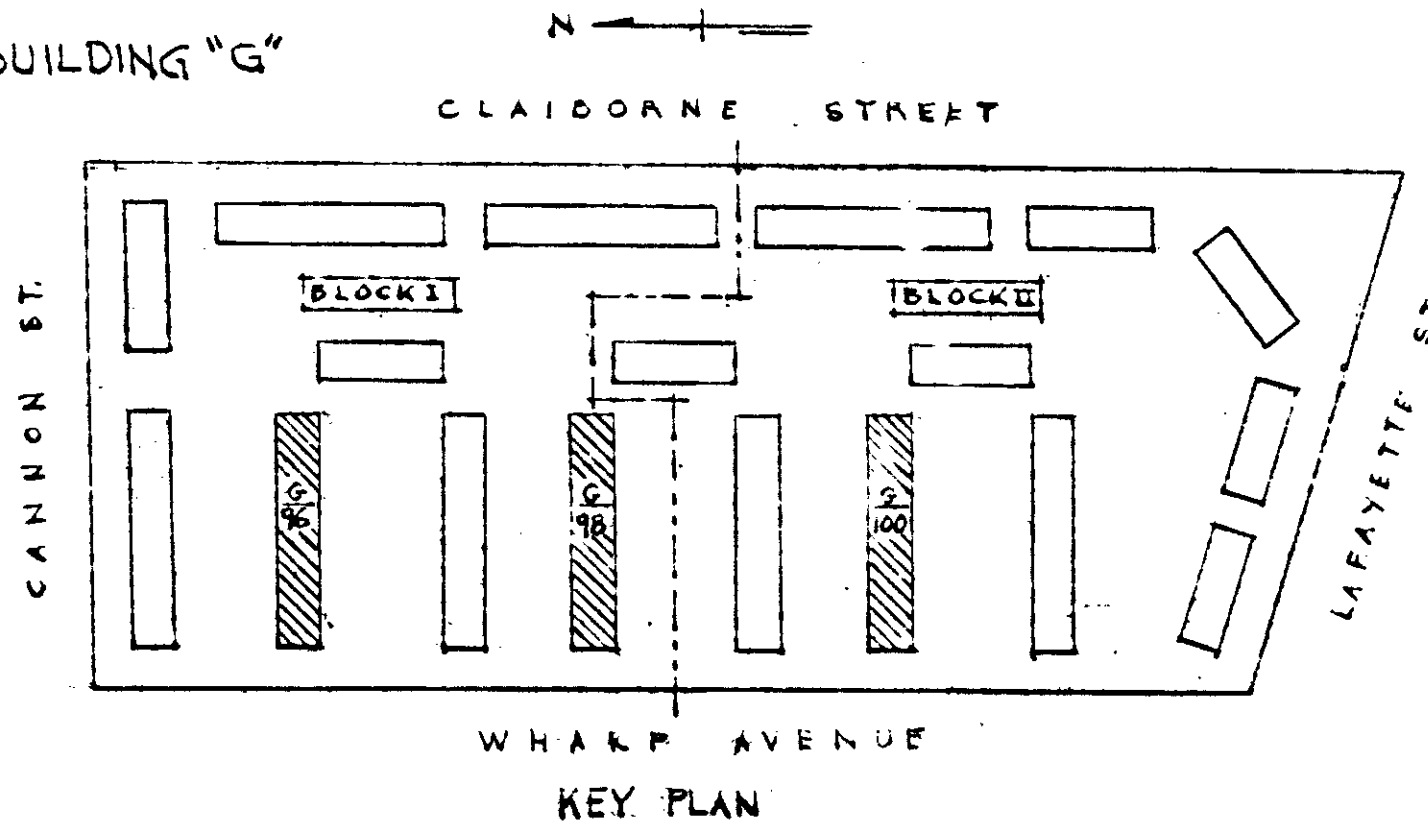 N
BUILDING "G"
CLAIBORNE STREET
BLOCK I
BLOCK II
CANNON ST.
LAFAYETTE ST
G
96
G
98
G
100
WHARF AVENUE
KEY PLAN